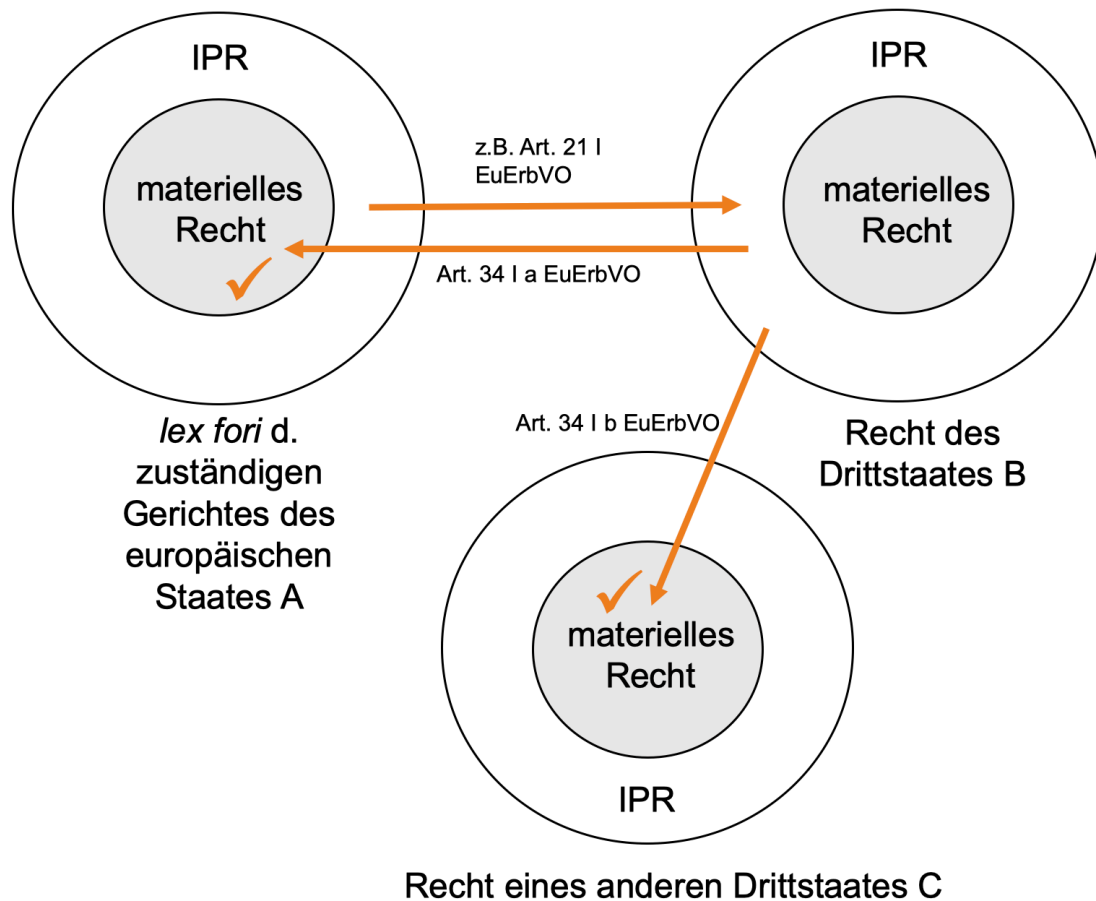 IPR
materielles
Recht
z.B. Art. 21 I
EuErbVO
Art. 34 I a EuErbVO
IPR
materielles
Recht
lex fori d.
zuständigen
Gerichtes des
europäischen
Staates A
Art. 34 I b EuErbVO
Recht des
Drittstaates B
materielles
Recht
IPR
Recht eines anderen Drittstaates C